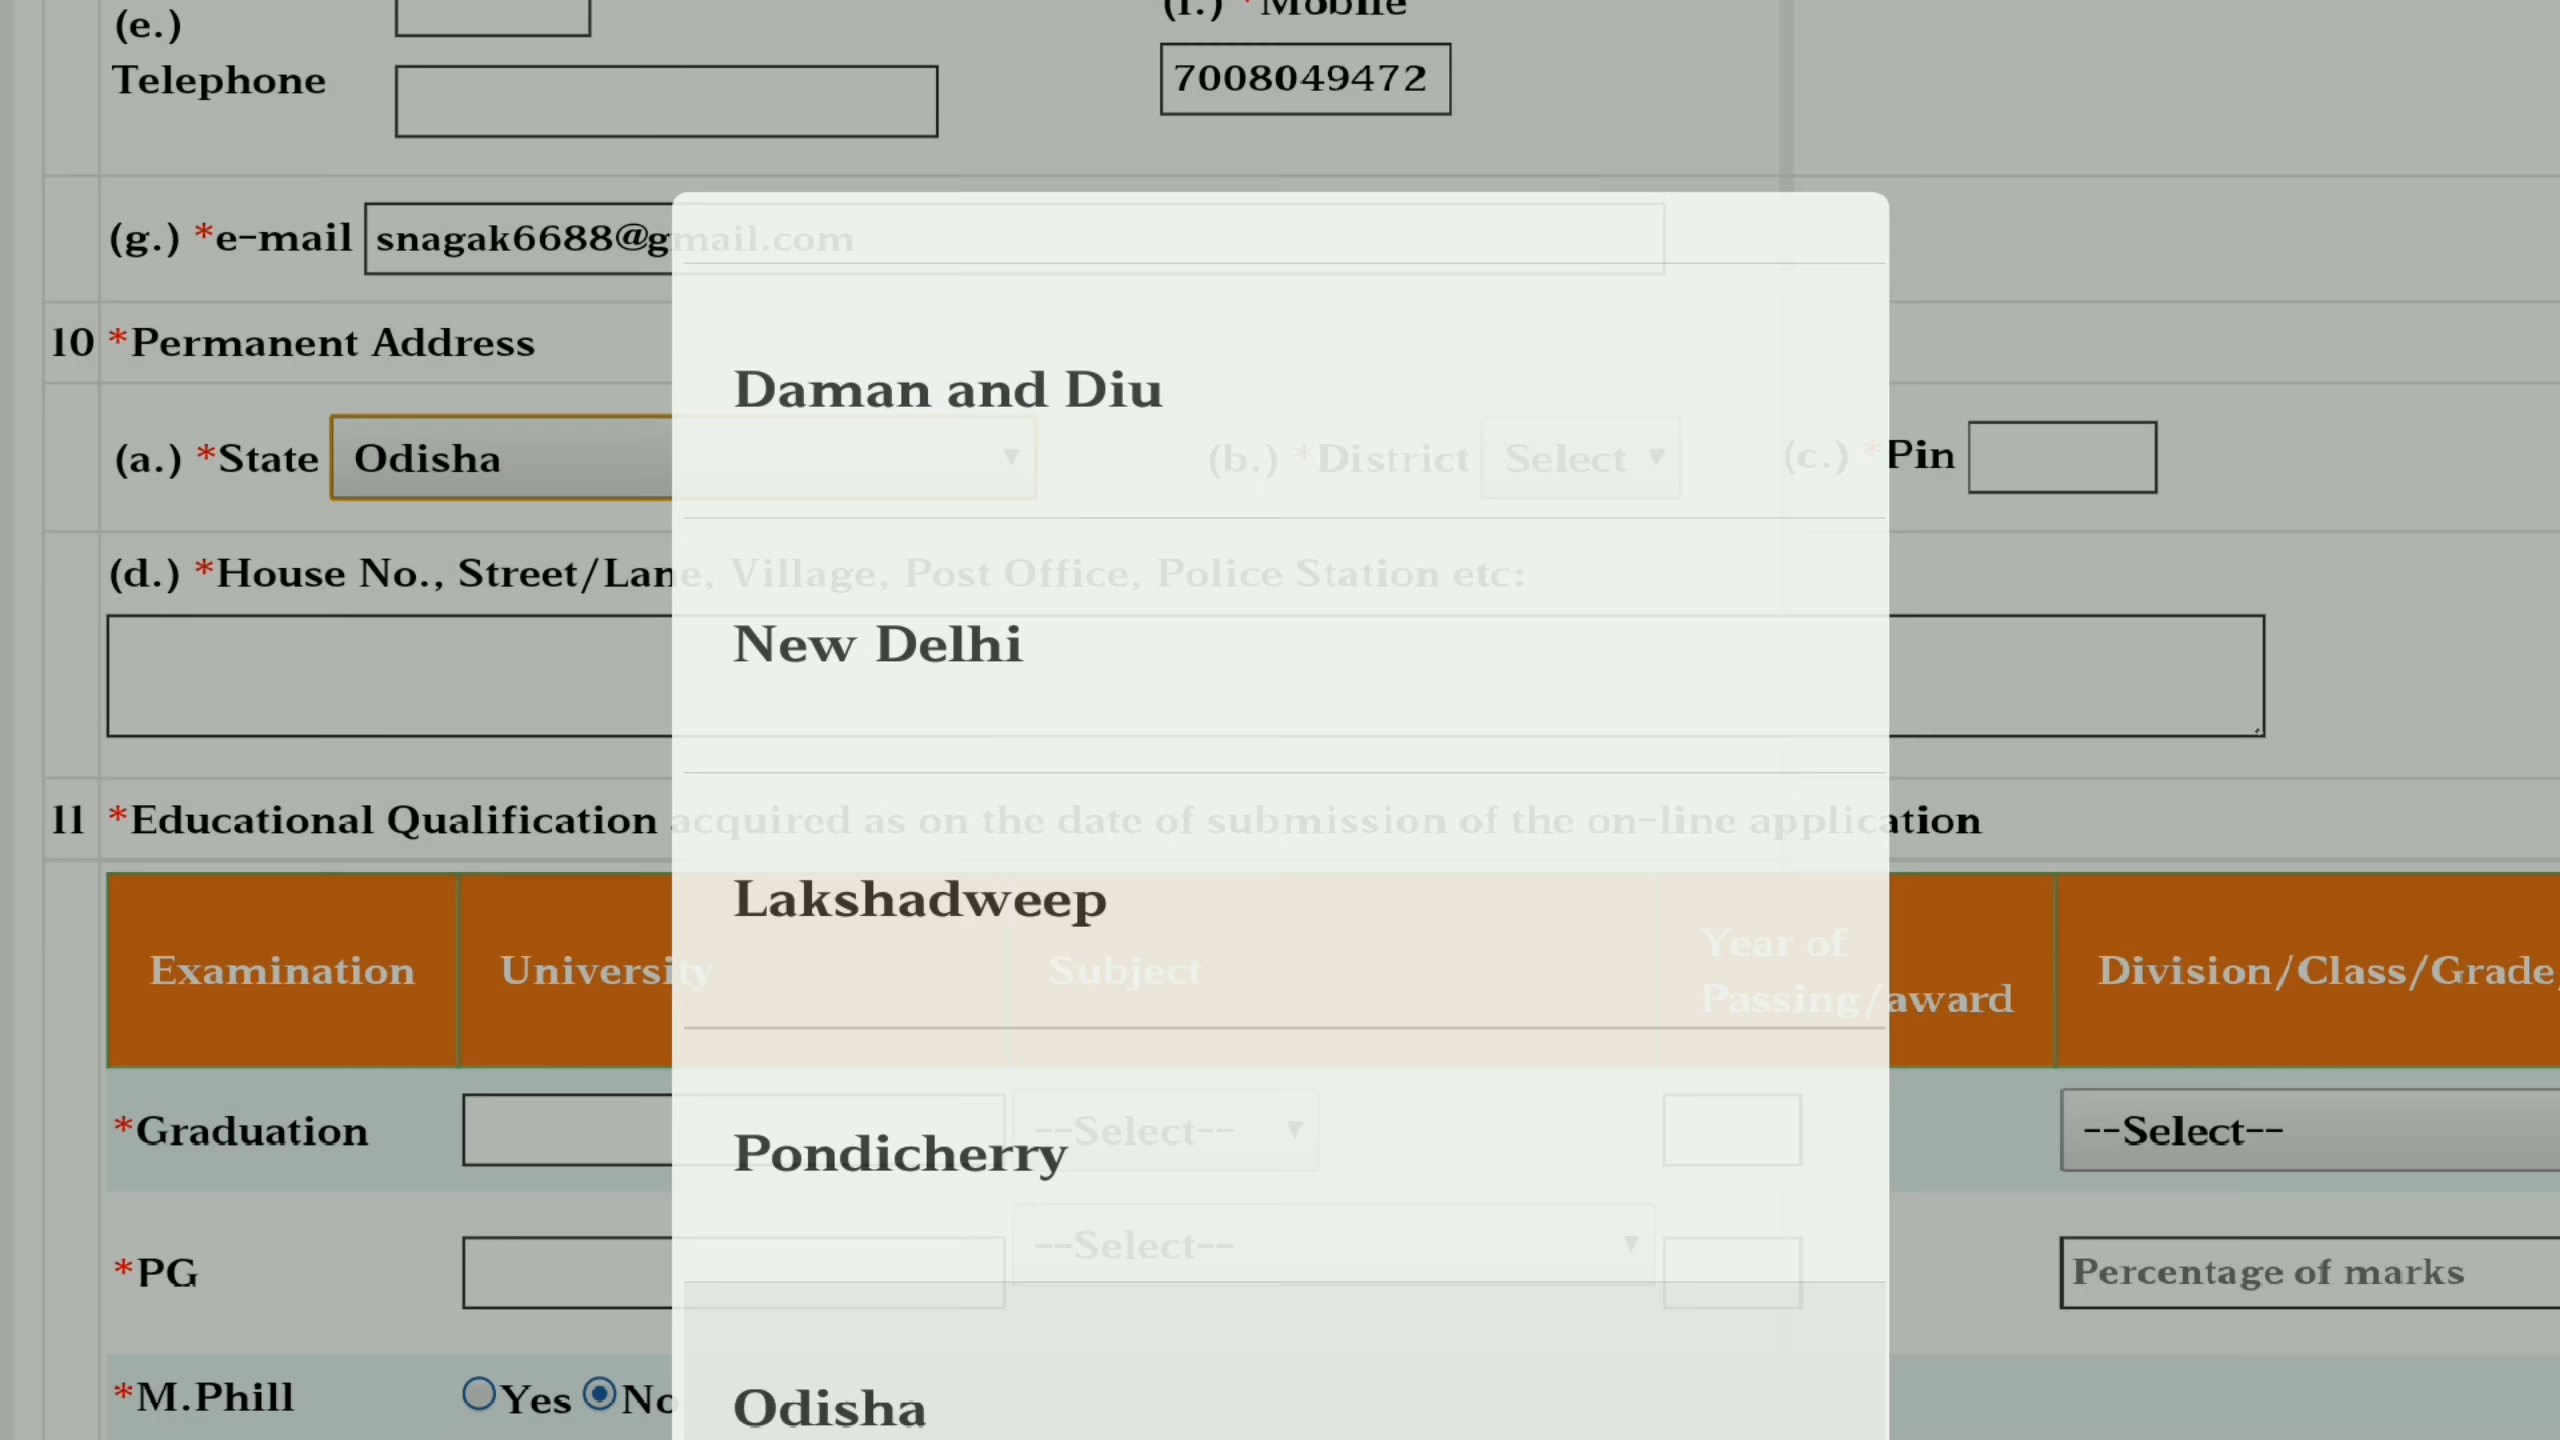 (e.)
Telephone
(f.) *Mobile
7008049472
(g.) *e-mail snagak6688@gmail.com
10 *Permanent Address
(a.) *State Odisha (b.) *District Select (c.) *Pin
(d.) *House No., Street/Lane, Village, Post Office, Police Station etc:
11 *Educational Qualification acquired as on the date of submission of the on-line application
Examination University Subject Year of Passing/award Division/Class/Grade/
*Graduation --Select-- --Select--
*PG --Select-- Percentage of marks
*M.Phill Yes No
Daman and Diu
New Delhi
Lakshadweep
Pondicherry
Odisha